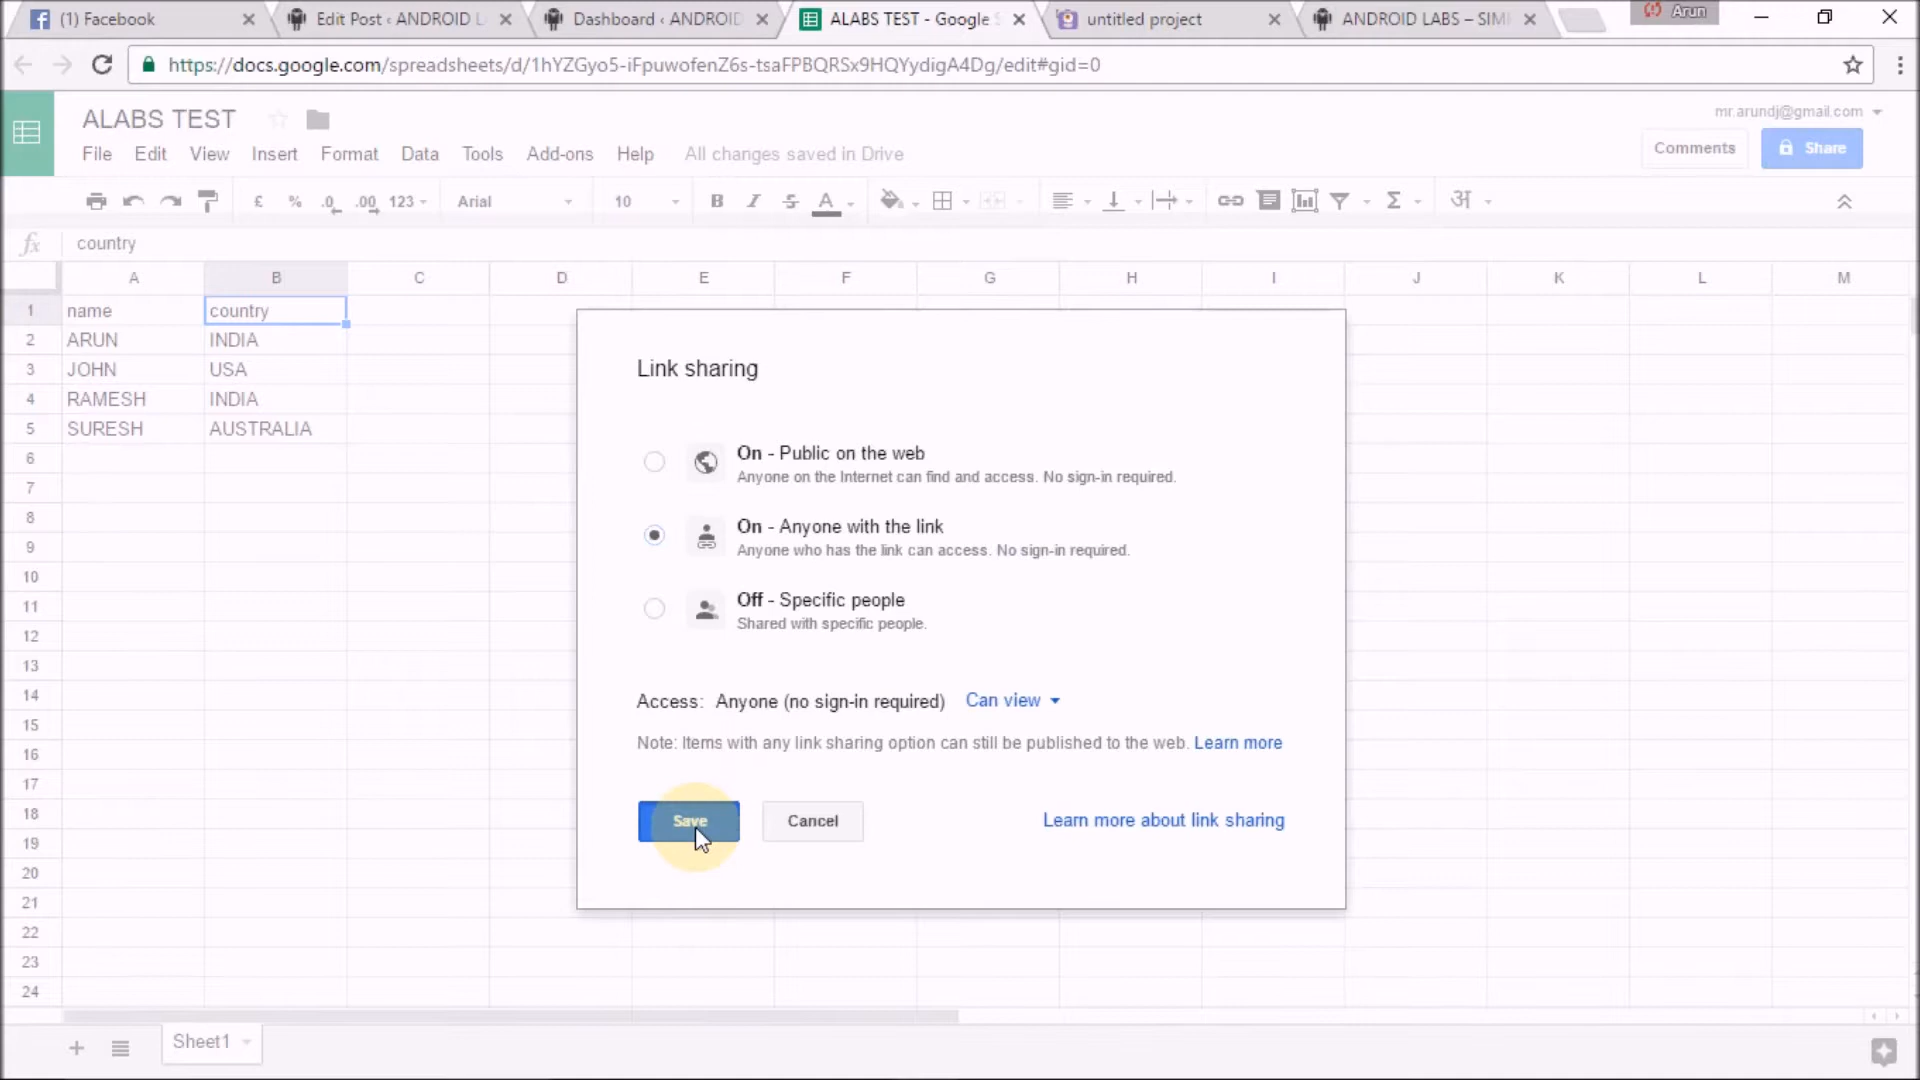 (1) Facebook
Edit Post ‹ ANDROID L
Dashboard ‹ ANDROID
ALABS TEST - Google S
untitled project
ANDROID LABS – SIM
Arun
https://docs.google.com/spreadsheets/d/1hYZGyo5-iFpuwofenZ6s-tsaFPBQRSx9HQYydigA4Dg/edit#gid=0
ALABS TEST
mr.arundj@gmail.com
File Edit View Insert Format Data Tools Add-ons Help All changes saved in Drive
Comments
Share
£ % .0 .00 123 Arial 10 B I S A Σ अ
fx country
A B C D E F G H I J K L M
1 name country
2 ARUN INDIA
3 JOHN USA
4 RAMESH INDIA
5 SURESH AUSTRALIA
6
7
8
9
10
11
12
13
14
15
16
17
18
19
20
21
22
23
24
Link sharing
On - Public on the web
Anyone on the Internet can find and access. No sign-in required.
On - Anyone with the link
Anyone who has the link can access. No sign-in required.
Off - Specific people
Shared with specific people.
Access: Anyone (no sign-in required) Can view
Note: Items with any link sharing option can still be published to the web. Learn more
Save
Cancel
Learn more about link sharing
Sheet1